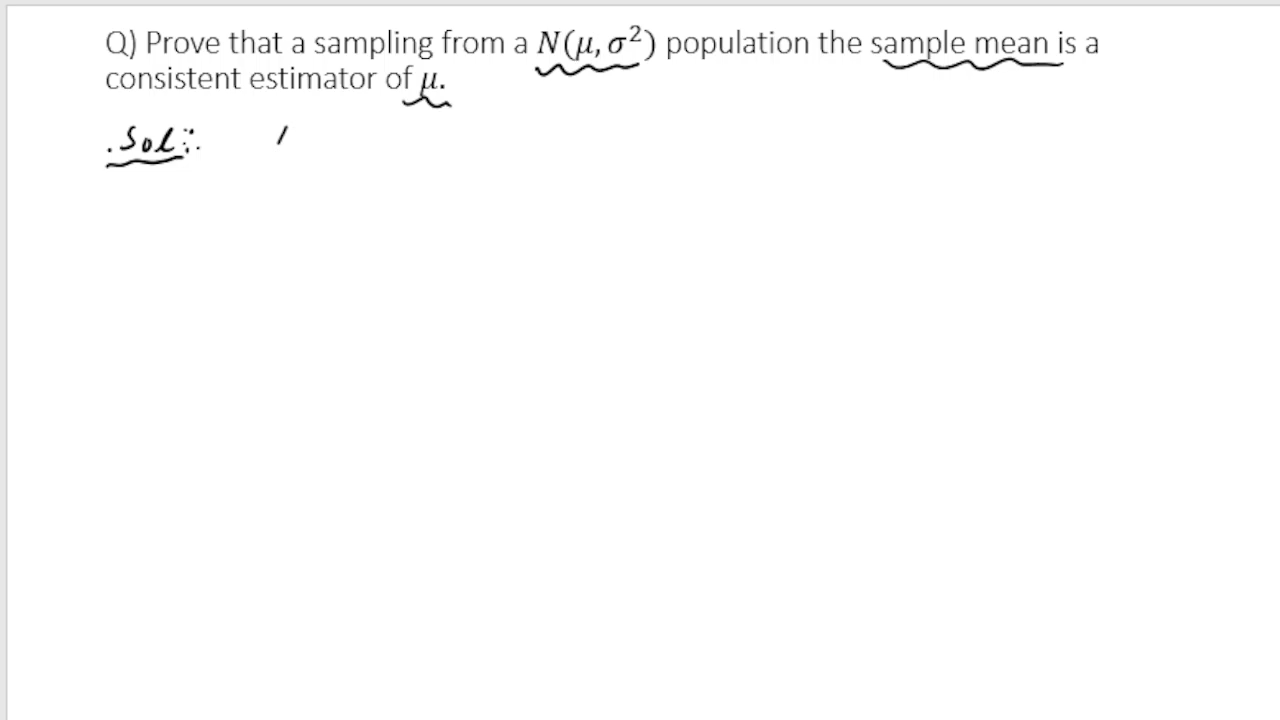 Q) Prove that a sampling from a N(μ, σ²) population the sample mean is a
consistent estimator of μ.
Sol: